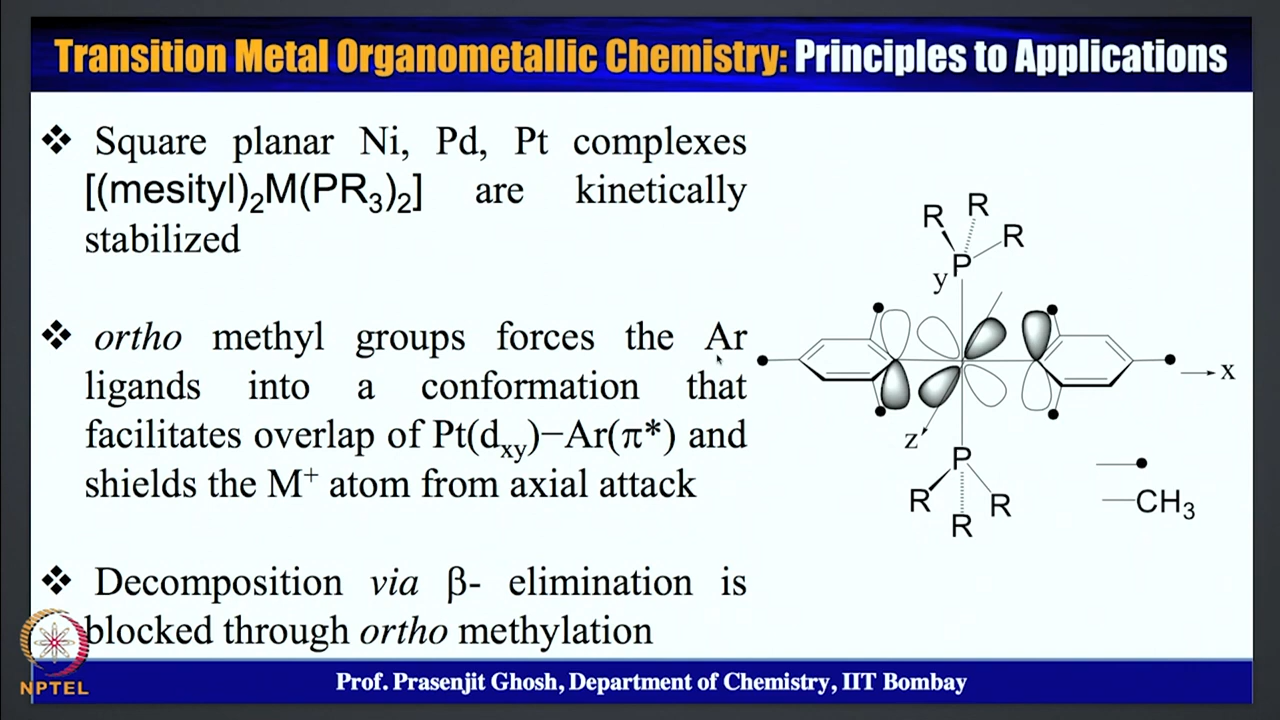 Transition Metal Organometallic Chemistry: Principles to Applications
❖ Square planar Ni, Pd, Pt complexes
[(mesityl)₂M(PR₃)₂] are kinetically
stabilized
❖ ortho methyl groups forces the Ar
ligands into a conformation that
facilitates overlap of Pt(dxy)−Ar(π*) and
shields the M⁺ atom from axial attack
❖ Decomposition via β- elimination is
blocked through ortho methylation
R R R
P
y
x
z
P
R R R
CH₃
NPTEL
Prof. Prasenjit Ghosh, Department of Chemistry, IIT Bombay